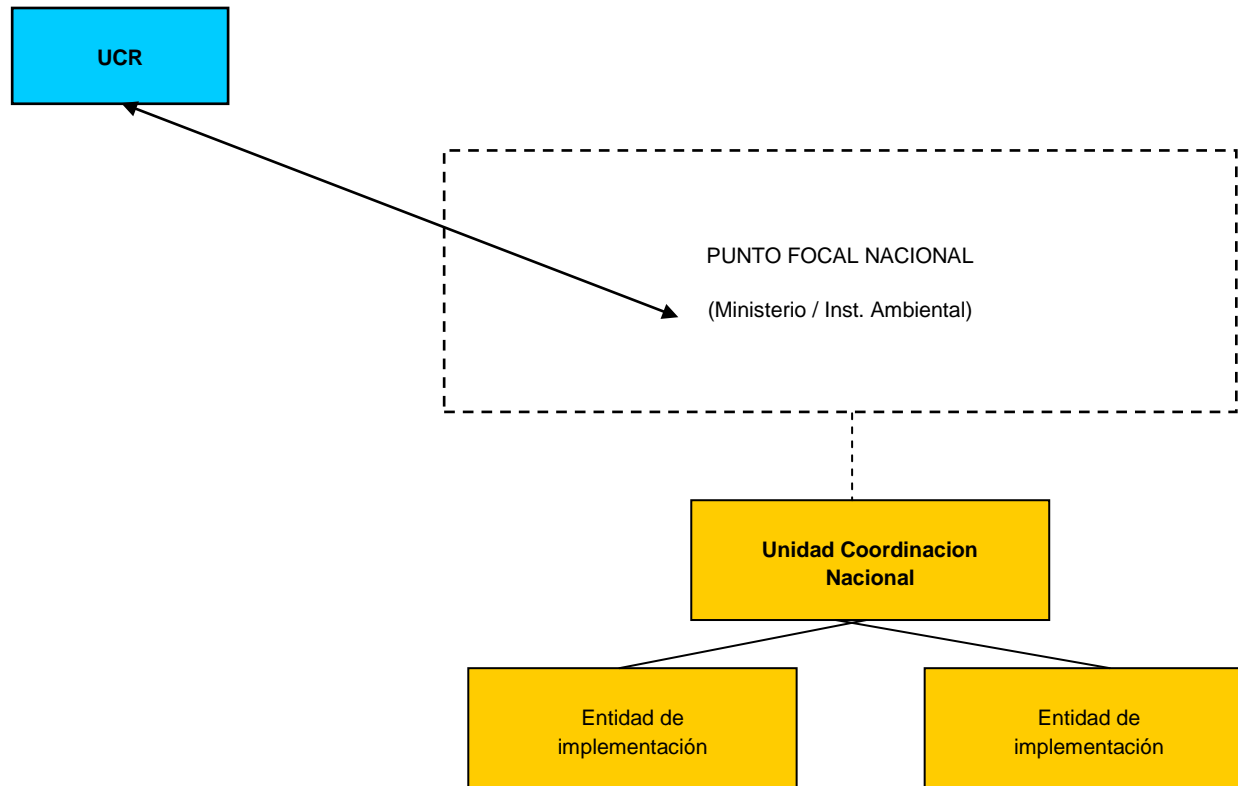 UCR
PUNTO FOCAL NACIONAL
(Ministerio / Inst. Ambiental)
Unidad Coordinacion
Nacional
Entidad de
implementación
Entidad de
implementación